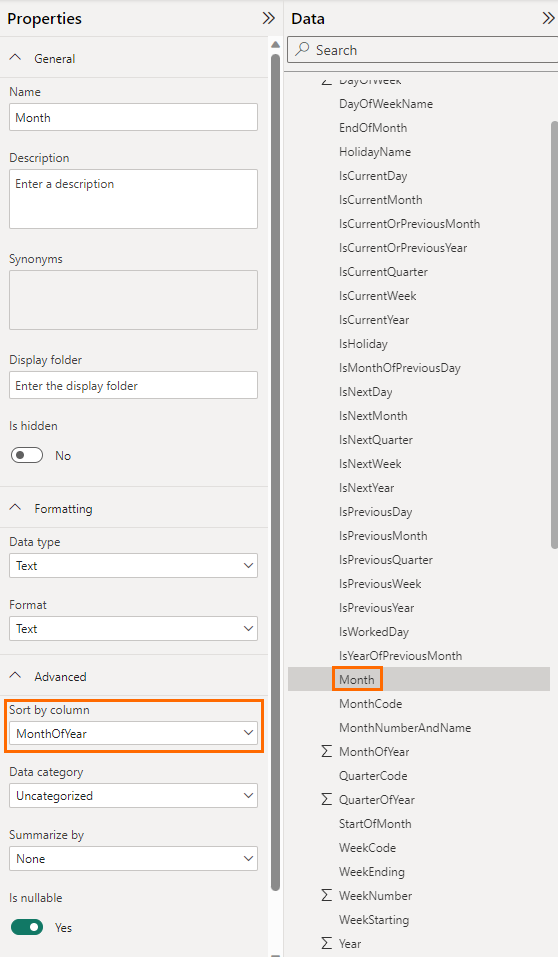 Properties
General
Name
Month
Description
Enter a description
Synonyms
Display folder
Enter the display folder
Is hidden
No
Formatting
Data type
Text
Format
Text
Advanced
Sort by column
MonthOfYear
Data category
Uncategorized
Summarize by
None
Is nullable
Yes
Data
Search
DayOfWeek
DayOfWeekName
EndOfMonth
HolidayName
IsCurrentDay
IsCurrentMonth
IsCurrentOrPreviousMonth
IsCurrentOrPreviousYear
IsCurrentQuarter
IsCurrentWeek
IsCurrentYear
IsHoliday
IsMonthOfPreviousDay
IsNextDay
IsNextMonth
IsNextQuarter
IsNextWeek
IsNextYear
IsPreviousDay
IsPreviousMonth
IsPreviousQuarter
IsPreviousWeek
IsPreviousYear
IsWorkedDay
IsYearOfPreviousMonth
Month
MonthCode
MonthNumberAndName
MonthOfYear
QuarterCode
QuarterOfYear
StartOfMonth
WeekCode
WeekEnding
WeekNumber
WeekStarting
Year